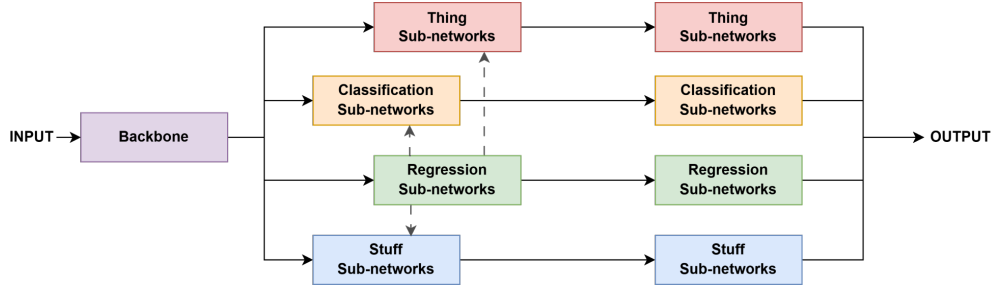 Thing
Sub-networks
Thing
Sub-networks
Classification
Sub-networks
Classification
Sub-networks
INPUT
Backbone
OUTPUT
Regression
Sub-networks
Regression
Sub-networks
Stuff
Sub-networks
Stuff
Sub-networks